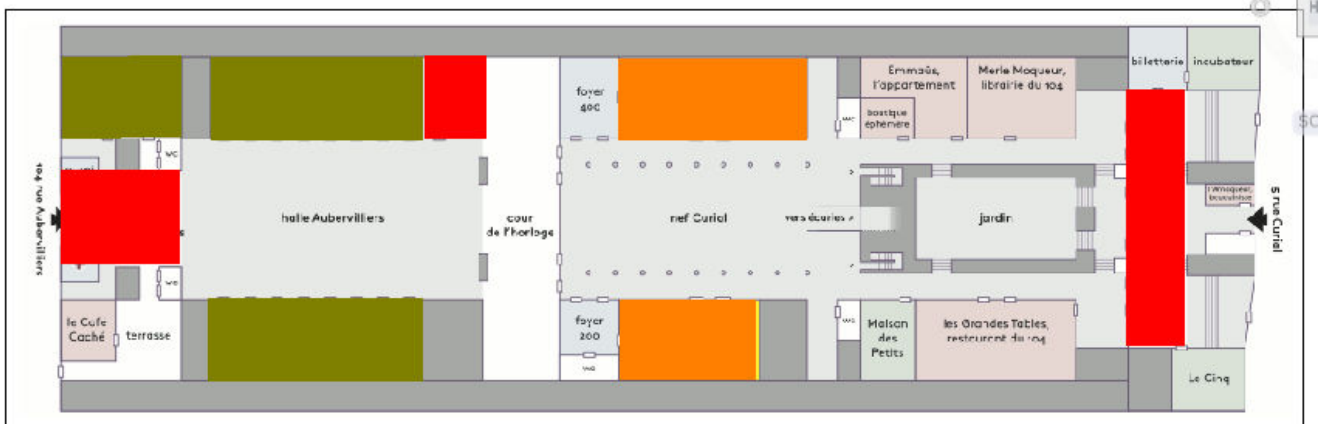 billetterie
incubateur
foyer
400
Emmaüs,
l'appartement
Merle Moqueur,
librairie du 104
boutique
éphémère
wc
wc
104 rue Aubervilliers
halle Aubervilliers
cour
de l'horloge
nef Curial
vers écuries >
jardin
5 rue Curial
wc
le Café
Caché
terrasse
foyer
200
wc
wc
Maison
des
Petits
les Grandes Tables,
restaurant du 104
Le Cinq